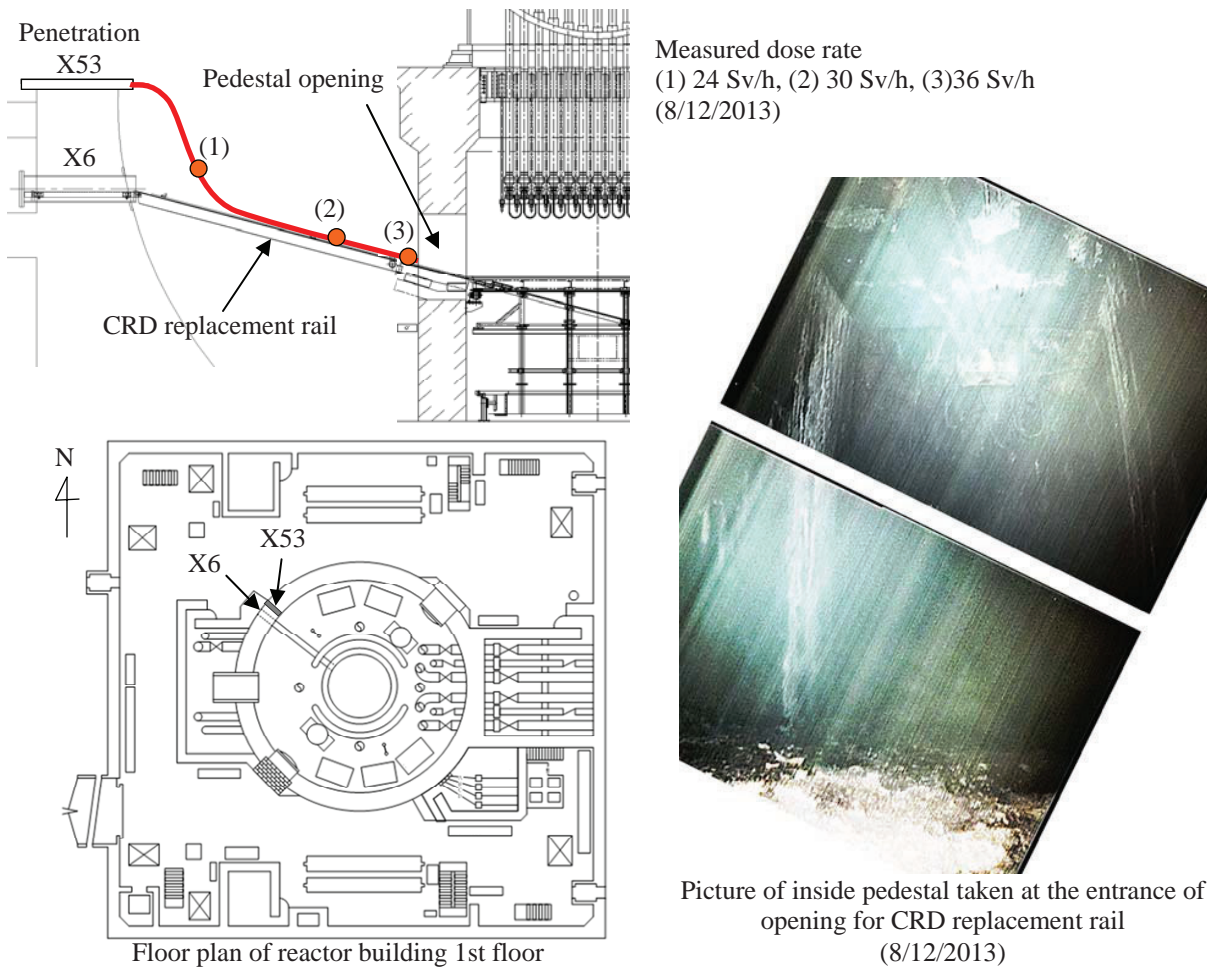 Penetration
X53
Pedestal opening
X6
(1)
(2)
(3)
CRD replacement rail
Measured dose rate
(1) 24 Sv/h, (2) 30 Sv/h, (3)36 Sv/h
(8/12/2013)
N
X53
X6
Floor plan of reactor building 1st floor
Picture of inside pedestal taken at the entrance of
opening for CRD replacement rail
(8/12/2013)